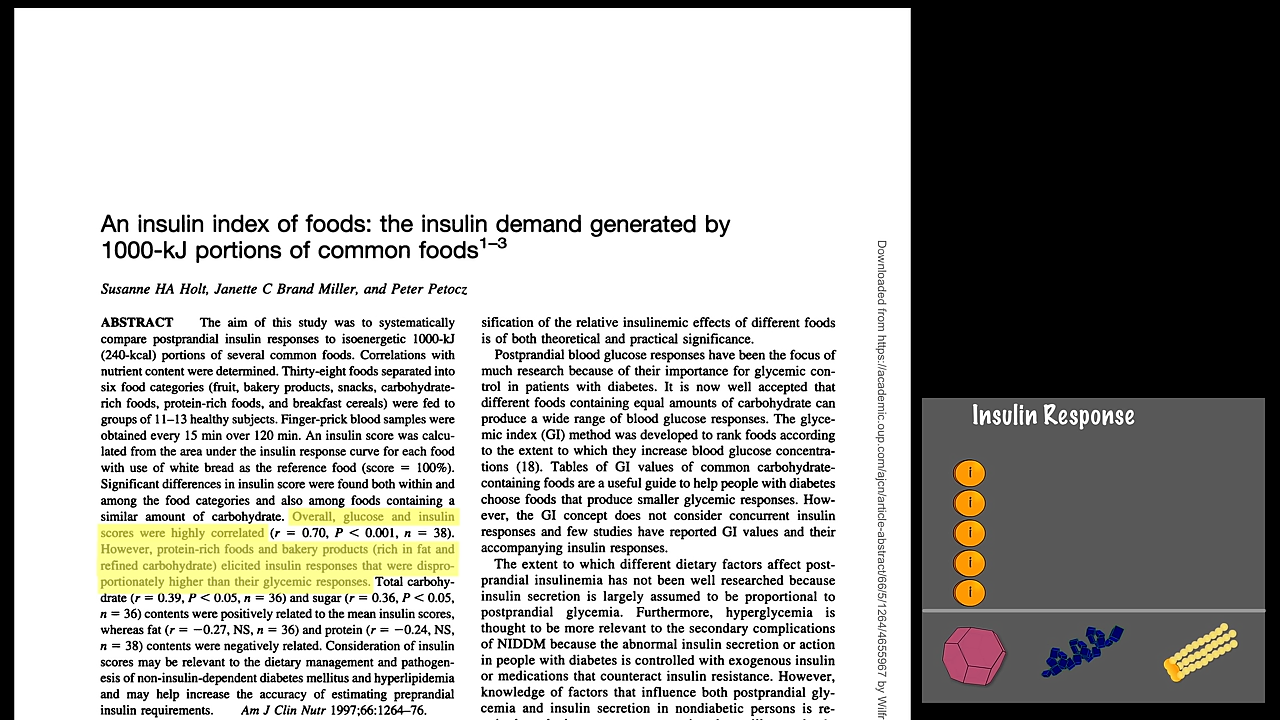 An insulin index of foods: the insulin demand generated by
1000-kJ portions of common foods1–3
Susanne HA Holt, Janette C Brand Miller, and Peter Petocz
ABSTRACT The aim of this study was to systematically
compare postprandial insulin responses to isoenergetic 1000-kJ
(240-kcal) portions of several common foods. Correlations with
nutrient content were determined. Thirty-eight foods separated into
six food categories (fruit, bakery products, snacks, carbohydrate-
rich foods, protein-rich foods, and breakfast cereals) were fed to
groups of 11–13 healthy subjects. Finger-prick blood samples were
obtained every 15 min over 120 min. An insulin score was calcu-
lated from the area under the insulin response curve for each food
with use of white bread as the reference food (score = 100%).
Significant differences in insulin score were found both within and
among the food categories and also among foods containing a
similar amount of carbohydrate. Overall, glucose and insulin
scores were highly correlated (r = 0.70, P < 0.001, n = 38).
However, protein-rich foods and bakery products (rich in fat and
refined carbohydrate) elicited insulin responses that were dispro-
portionately higher than their glycemic responses. Total carbohy-
drate (r = 0.39, P < 0.05, n = 36) and sugar (r = 0.36, P < 0.05,
n = 36) contents were positively related to the mean insulin scores,
whereas fat (r = −0.27, NS, n = 36) and protein (r = −0.24, NS,
n = 38) contents were negatively related. Consideration of insulin
scores may be relevant to the dietary management and pathogen-
esis of non-insulin-dependent diabetes mellitus and hyperlipidemia
and may help increase the accuracy of estimating preprandial
insulin requirements. Am J Clin Nutr 1997;66:1264–76.
sification of the relative insulinemic effects of different foods
is of both theoretical and practical significance.
Postprandial blood glucose responses have been the focus of
much research because of their importance for glycemic con-
trol in patients with diabetes. It is now well accepted that
different foods containing equal amounts of carbohydrate can
produce a wide range of blood glucose responses. The glyce-
mic index (GI) method was developed to rank foods according
to the extent to which they increase blood glucose concentra-
tions (18). Tables of GI values of common carbohydrate-
containing foods are a useful guide to help people with diabetes
choose foods that produce smaller glycemic responses. How-
ever, the GI concept does not consider concurrent insulin
responses and few studies have reported GI values and their
accompanying insulin responses.
The extent to which different dietary factors affect post-
prandial insulinemia has not been well researched because
insulin secretion is largely assumed to be proportional to
postprandial glycemia. Furthermore, hyperglycemia is
thought to be more relevant to the secondary complications
of NIDDM because the abnormal insulin secretion or action
in people with diabetes is controlled with exogenous insulin
or medications that counteract insulin resistance. However,
knowledge of factors that influence both postprandial gly-
cemia and insulin secretion in nondiabetic persons is re-
Downloaded from https://academic.oup.com/ajcn/article-abstract/66/5/1264/4655967 by Wilfr
Insulin Response
i
i
i
i
i